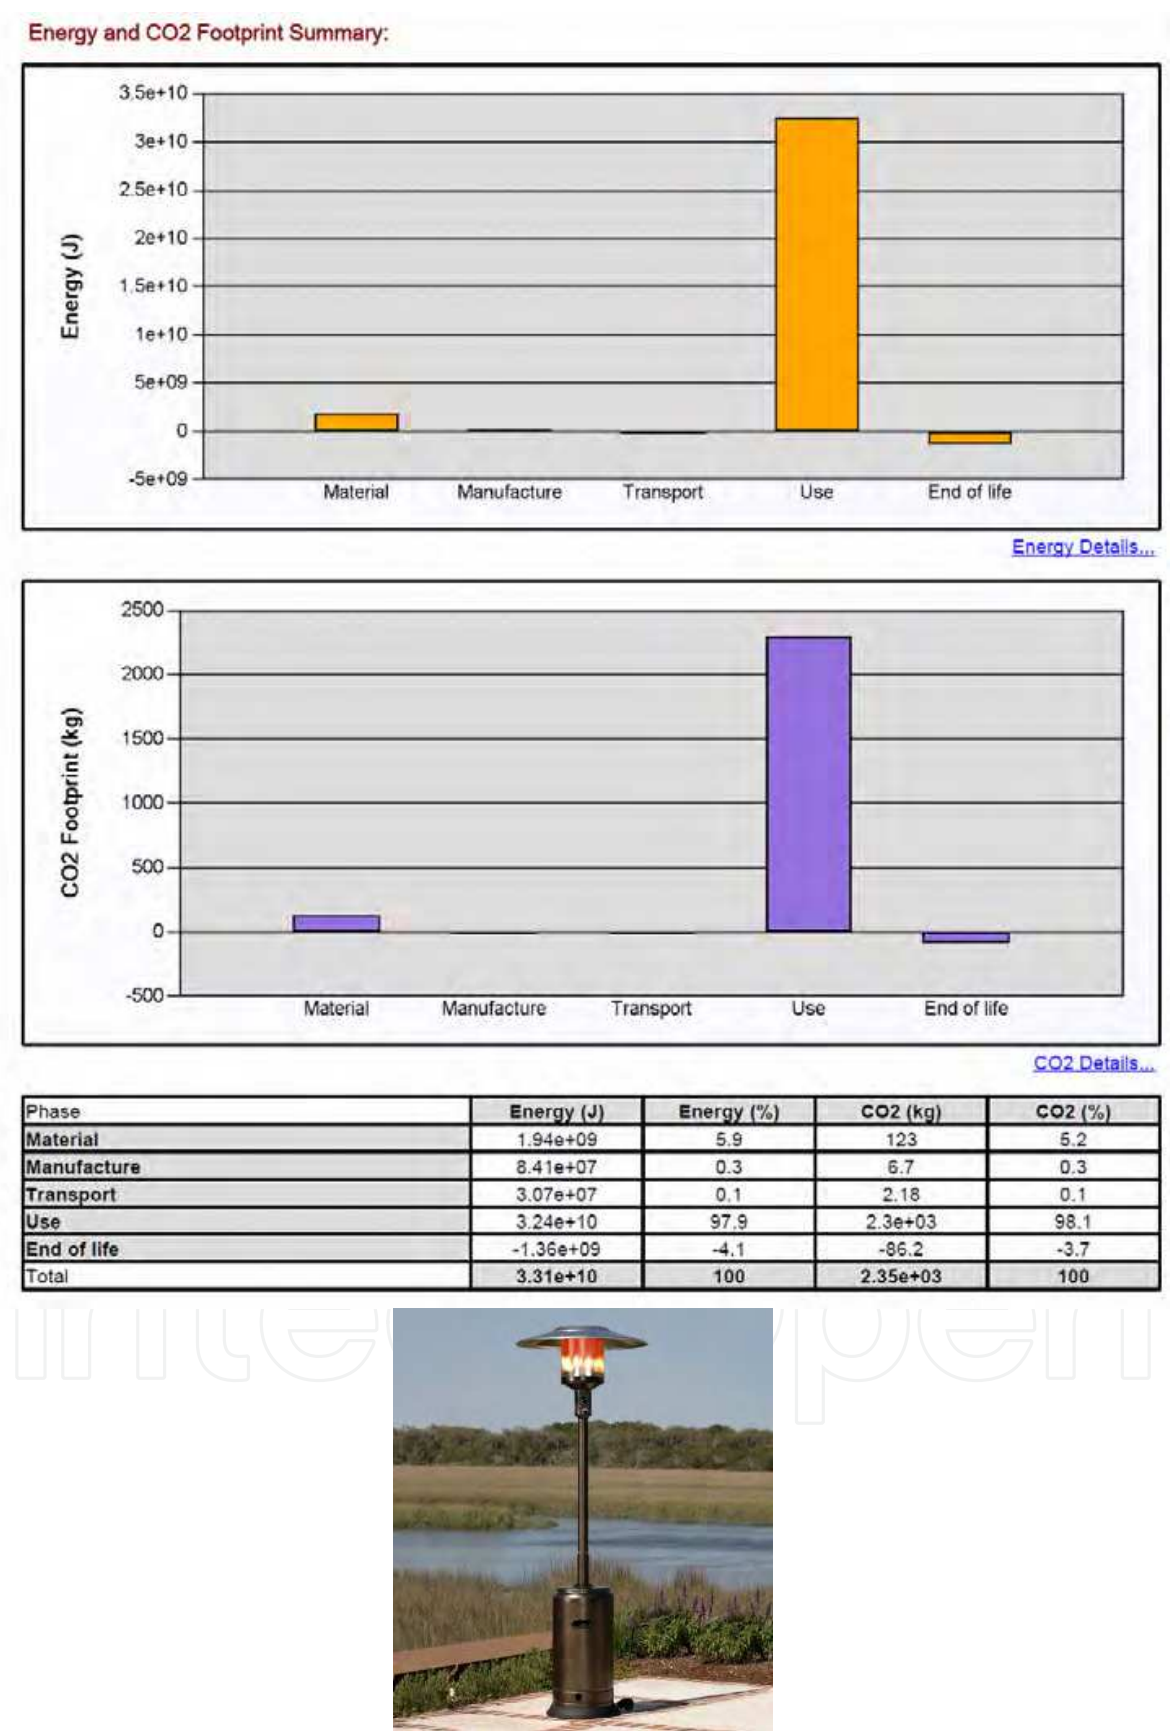 Energy and CO2 Footprint Summary:
3.5e+10
3e+10
2.5e+10
2e+10
1.5e+10
1e+10
5e+09
0
-5e+09
Energy (J)
Material Manufacture Transport Use End of life
Energy Details...
2500
2000
1500
1000
500
0
-500
CO2 Footprint (kg)
Material Manufacture Transport Use End of life
CO2 Details...
Phase Energy (J) Energy (%) CO2 (kg) CO2 (%)
Material 1.94e+09 5.9 123 5.2
Manufacture 8.41e+07 0.3 6.7 0.3
Transport 3.07e+07 0.1 2.18 0.1
Use 3.24e+10 97.9 2.3e+03 98.1
End of life -1.36e+09 -4.1 -86.2 -3.7
Total 3.31e+10 100 2.35e+03 100